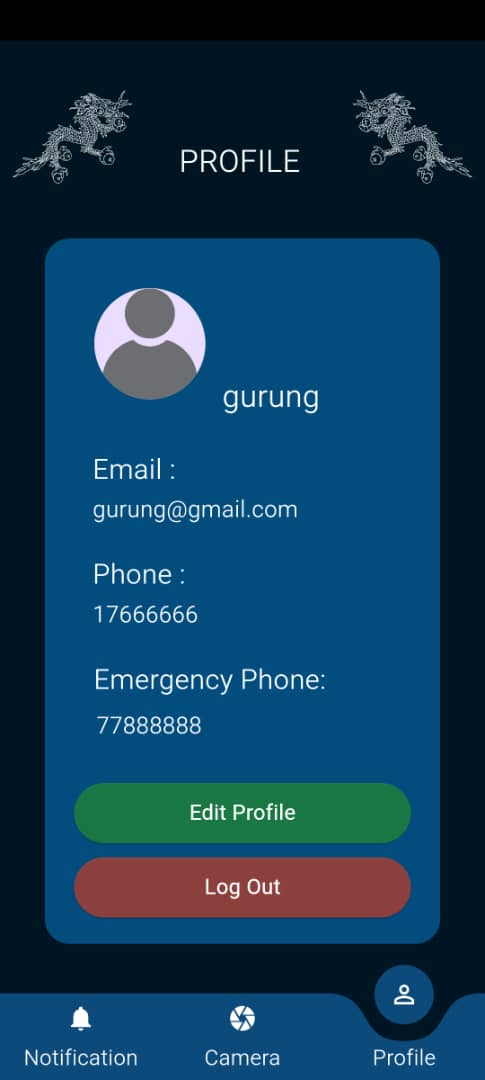 PROFILE
gurung
Email :
gurung@gmail.com
Phone :
17666666
Emergency Phone:
77888888
Edit Profile
Log Out
Notification
Camera
Profile